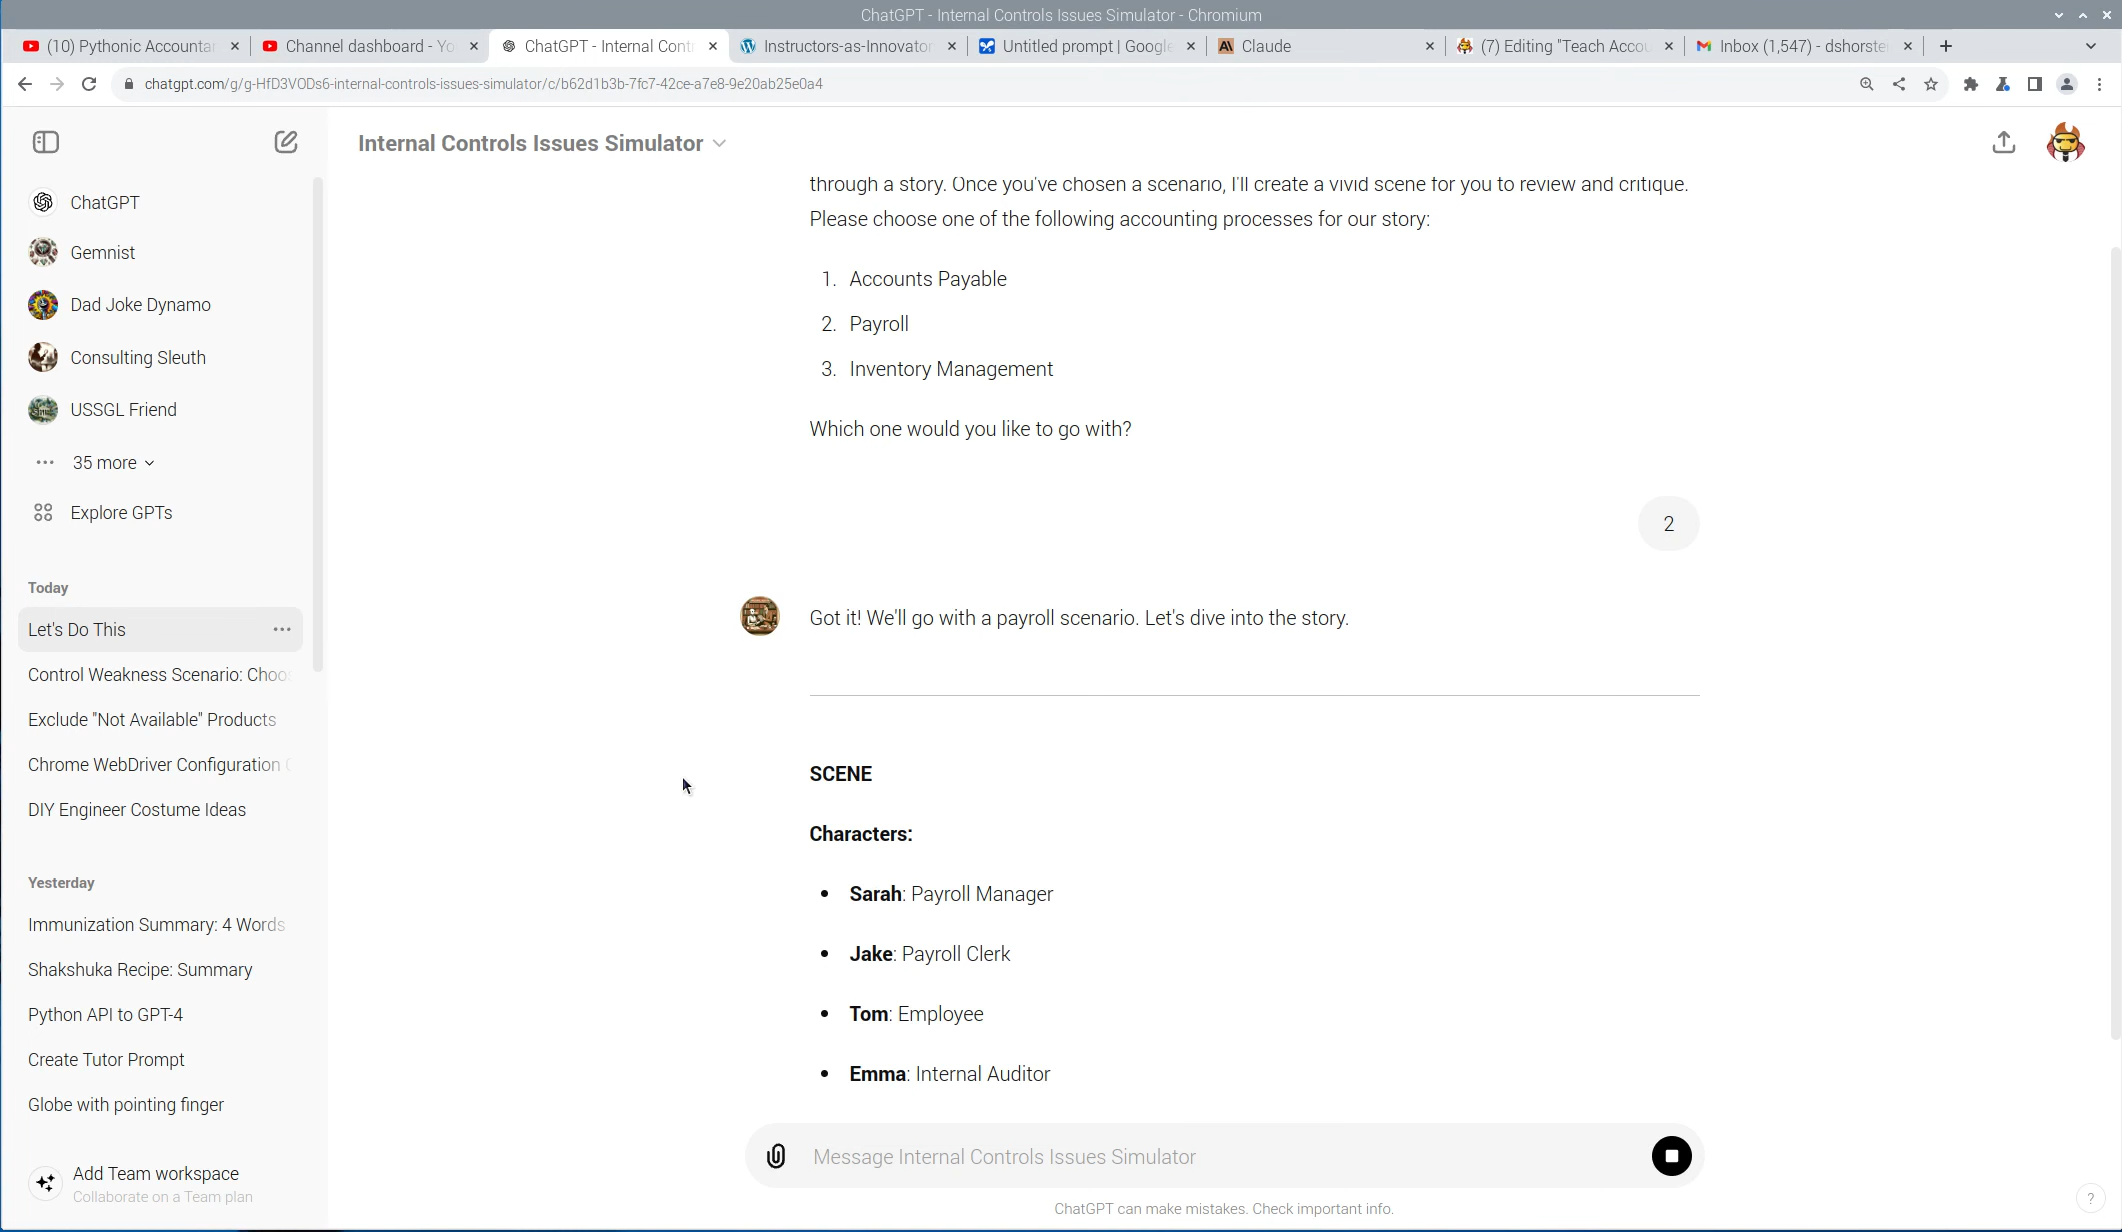 ChatGPT - Internal Controls Issues Simulator - Chromium
(10) Pythonic Accounta
Channel dashboard - Yo
ChatGPT - Internal Cont
Instructors-as-Innovator
Untitled prompt | Google
Claude
(7) Editing "Teach Accou
Inbox (1,547) - dshorste
chatgpt.com/g/g-HfD3VODs6-internal-controls-issues-simulator/c/b62d1b3b-7fc7-42ce-a7e8-9e20ab25e0a4
ChatGPT
Gemnist
Dad Joke Dynamo
Consulting Sleuth
USSGL Friend
35 more
Explore GPTs
Today
Let's Do This
Control Weakness Scenario: Choo
Exclude "Not Available" Products
Chrome WebDriver Configuration
DIY Engineer Costume Ideas
Yesterday
Immunization Summary: 4 Words
Shakshuka Recipe: Summary
Python API to GPT-4
Create Tutor Prompt
Globe with pointing finger
Add Team workspace
Collaborate on a Team plan
Internal Controls Issues Simulator
through a story. Once you've chosen a scenario, I'll create a vivid scene for you to review and critique.
Please choose one of the following accounting processes for our story:
1. Accounts Payable
2. Payroll
3. Inventory Management
Which one would you like to go with?
2
Got it! We'll go with a payroll scenario. Let's dive into the story.
SCENE
Characters:
• Sarah: Payroll Manager
• Jake: Payroll Clerk
• Tom: Employee
• Emma: Internal Auditor
Message Internal Controls Issues Simulator
ChatGPT can make mistakes. Check important info.
?